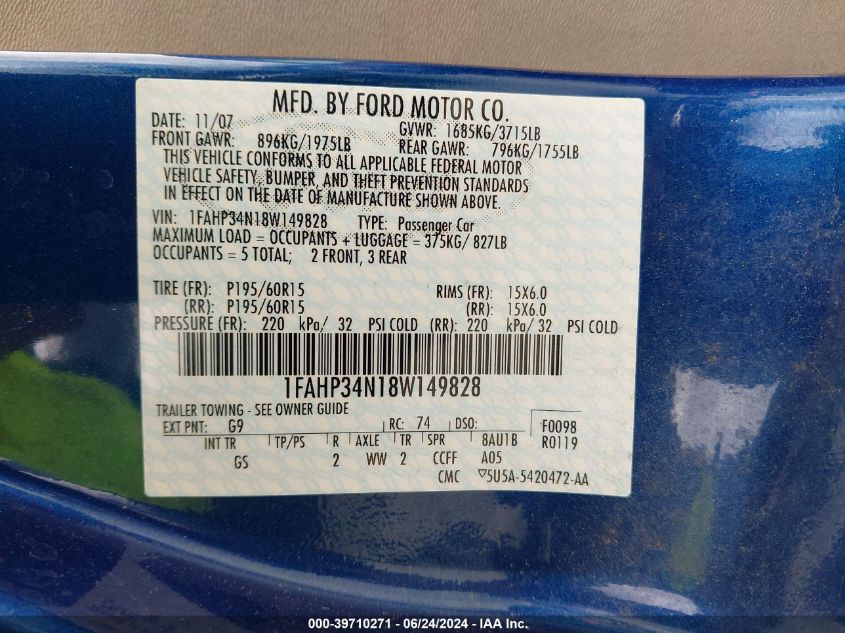 MFD. BY FORD MOTOR CO.
DATE: 11/07 GVWR: 1685KG/3715LB
FRONT GAWR: 896KG/1975LB REAR GAWR: 796KG/1755LB
THIS VEHICLE CONFORMS TO ALL APPLICABLE FEDERAL MOTOR
VEHICLE SAFETY, BUMPER, AND THEFT PREVENTION STANDARDS
IN EFFECT ON THE DATE OF MANUFACTURE SHOWN ABOVE.
VIN: 1FAHP34N18W149828 TYPE: Passenger Car
MAXIMUM LOAD = OCCUPANTS + LUGGAGE = 375KG/ 827LB
OCCUPANTS = 5 TOTAL; 2 FRONT, 3 REAR
TIRE (FR): P195/60R15 RIMS (FR): 15X6.0
(RR): P195/60R15 (RR): 15X6.0
PRESSURE (FR): 220 kPa/ 32 PSI COLD (RR): 220 kPa/ 32 PSI COLD
1FAHP34N18W149828
TRAILER TOWING - SEE OWNER GUIDE
EXT PNT: G9 RC: 74 DSO: F0098
INT TR TP/PS R AXLE TR SPR 8AU1B R0119
GS 2 WW 2 CCFF A05
CMC ▽5U5A-5420472-AA
000-39710271 - 06/24/2024 - IAA Inc.